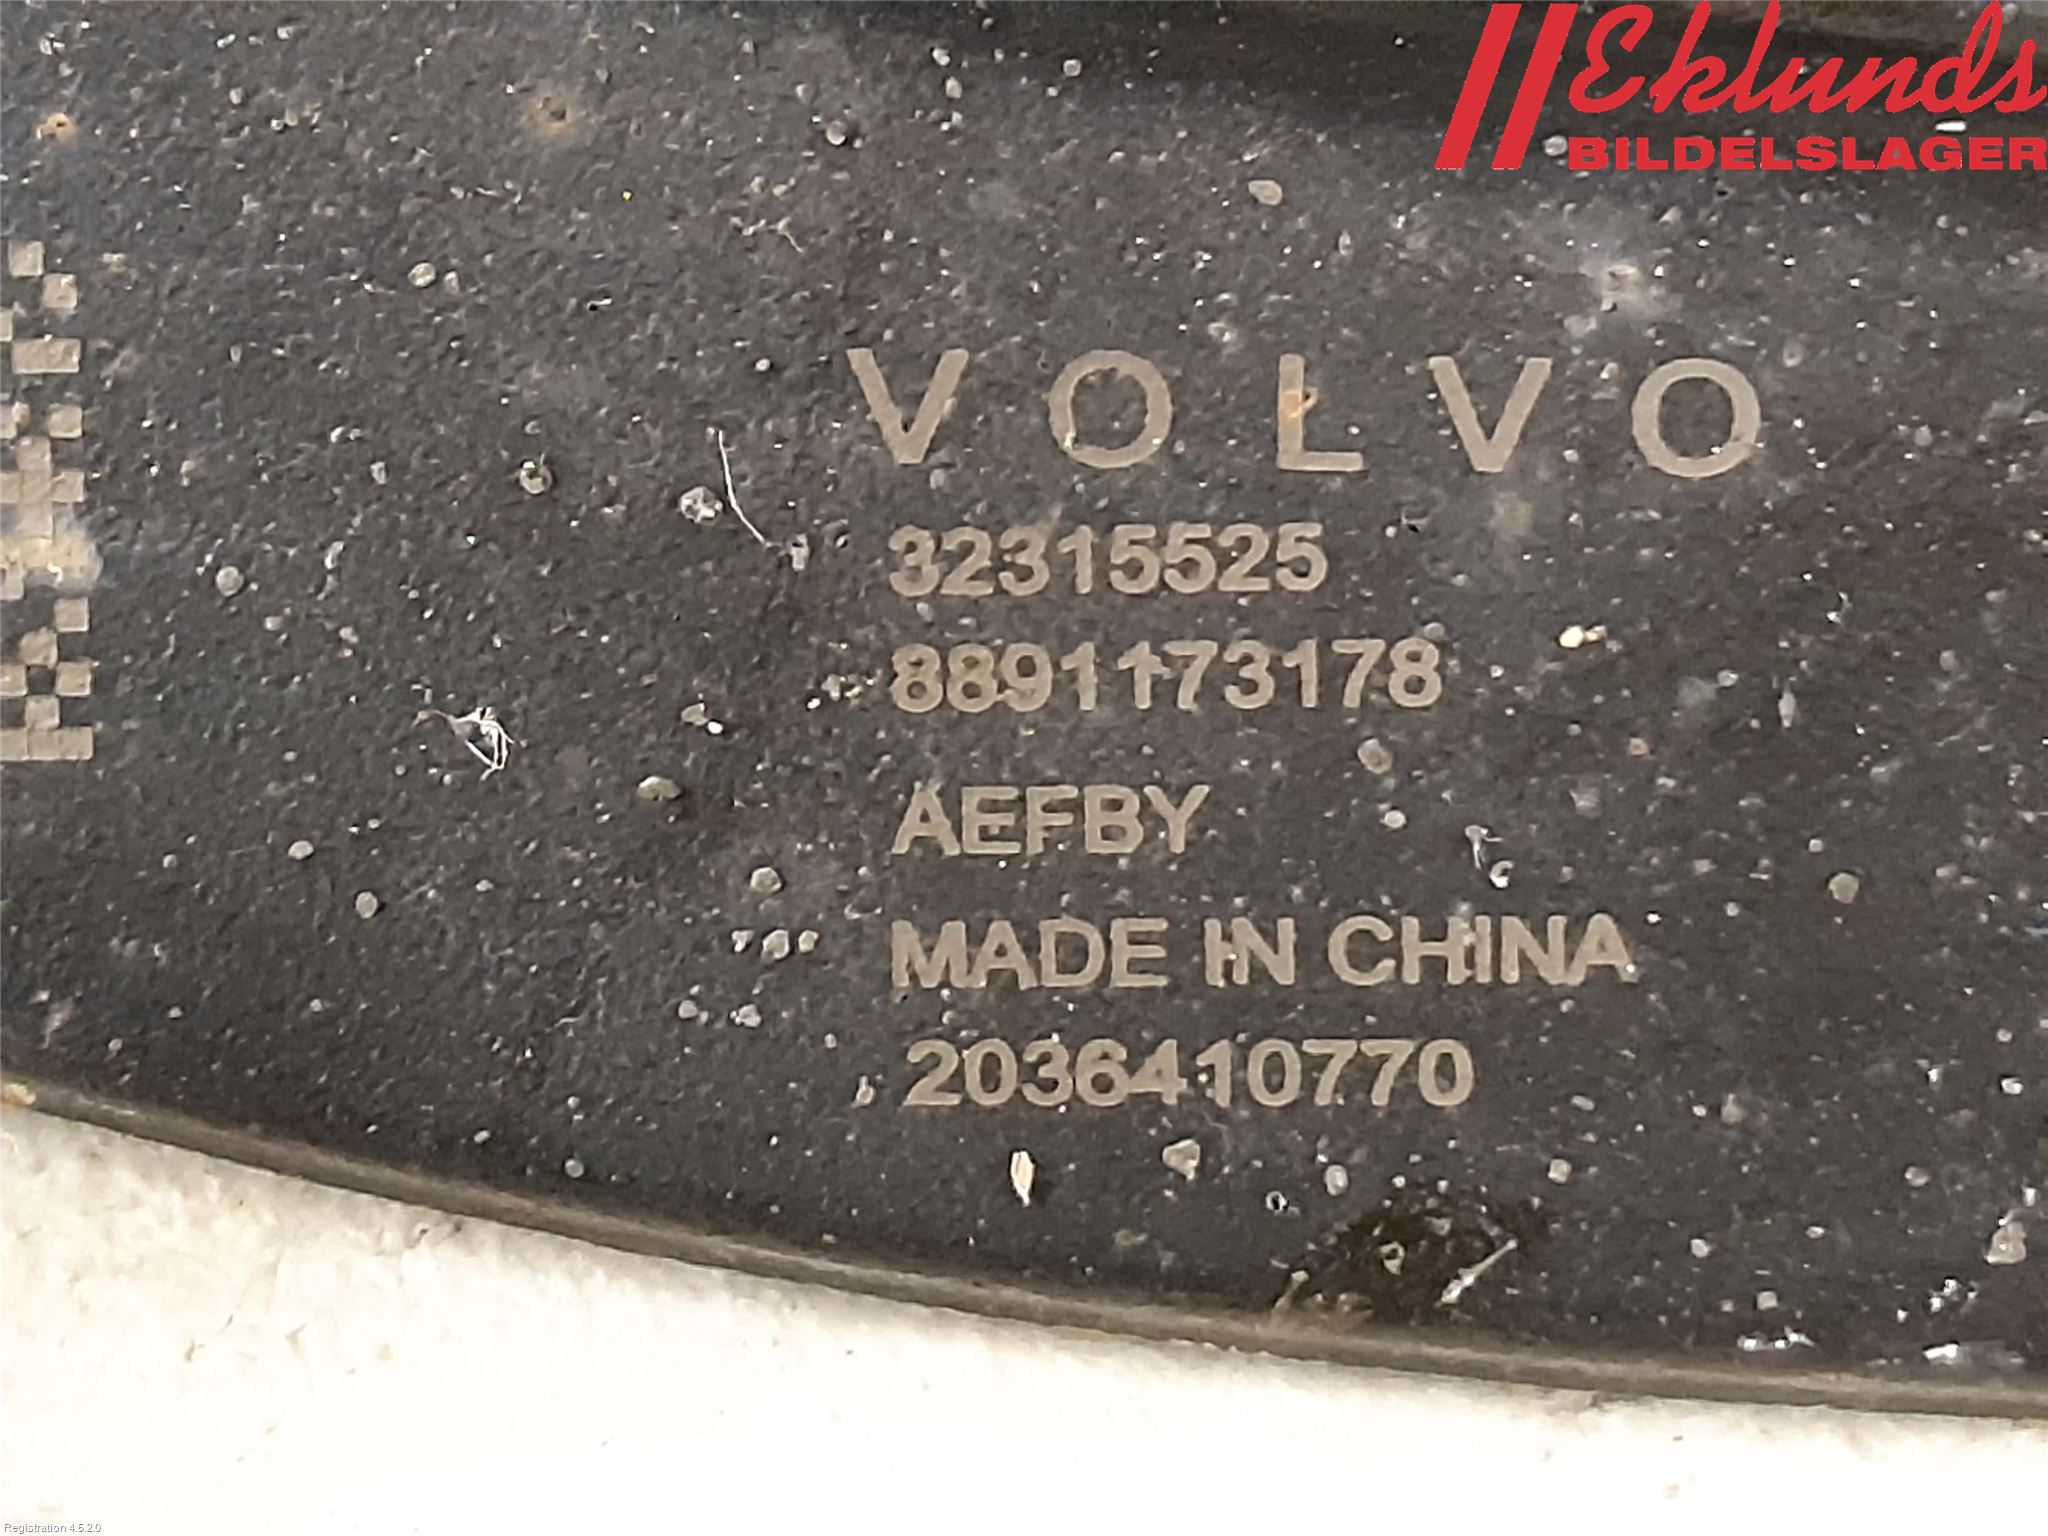 Eklunds
BILDELSLAGER
VOLVO
32315525
8891173178
AEFBY
MADE IN CHINA
2036410770
Registration 4.5.2.0